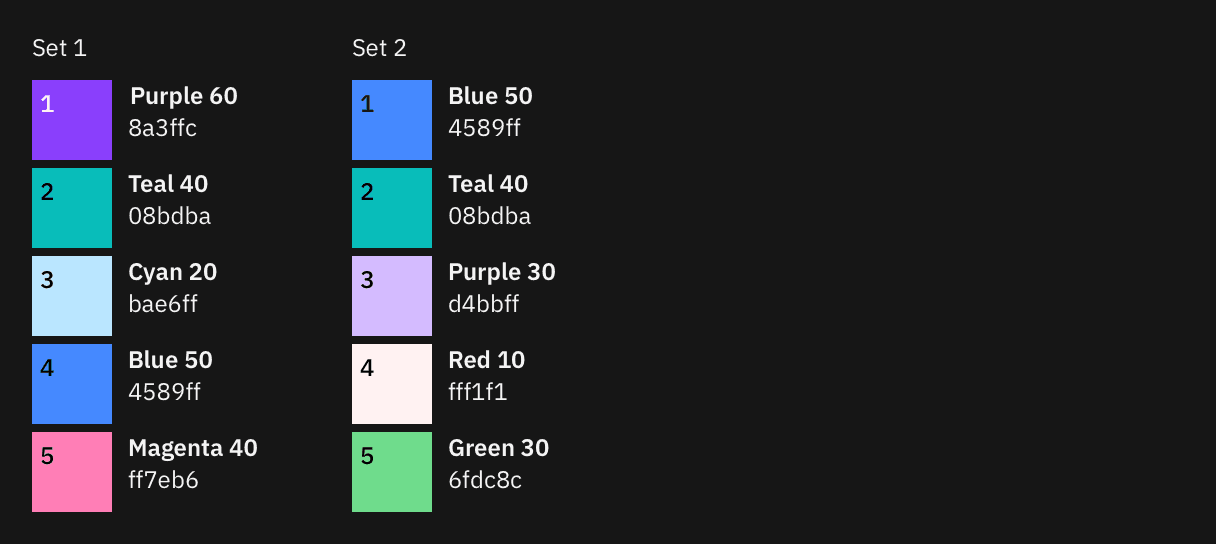 Set 1
1
Purple 60
8a3ffc
2
Teal 40
08bdba
3
Cyan 20
bae6ff
4
Blue 50
4589ff
5
Magenta 40
ff7eb6
Set 2
1
Blue 50
4589ff
2
Teal 40
08bdba
3
Purple 30
d4bbff
4
Red 10
fff1f1
5
Green 30
6fdc8c